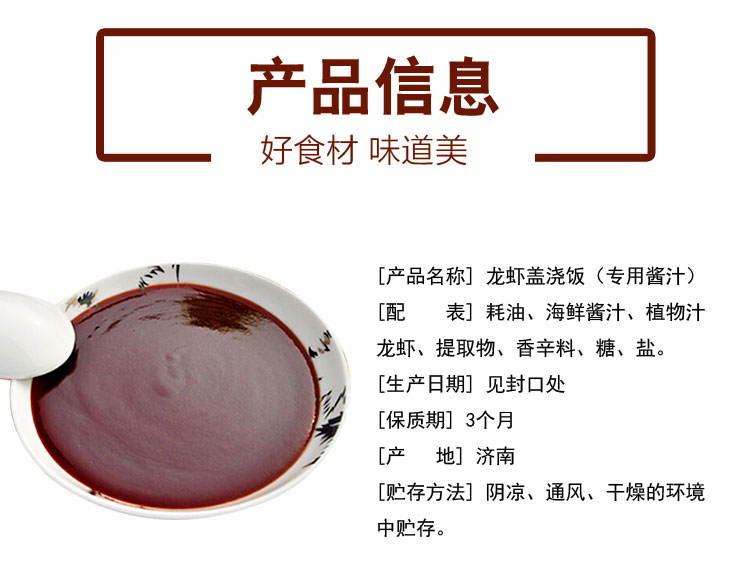 产品信息
好食材 味道美
[产品名称] 龙虾盖浇饭（专用酱汁）
[配 表] 耗油、海鲜酱汁、植物汁
龙虾、提取物、香辛料、糖、盐。
[生产日期] 见封口处
[保质期] 3个月
[产 地] 济南
[贮存方法] 阴凉、通风、干燥的环境
中贮存。